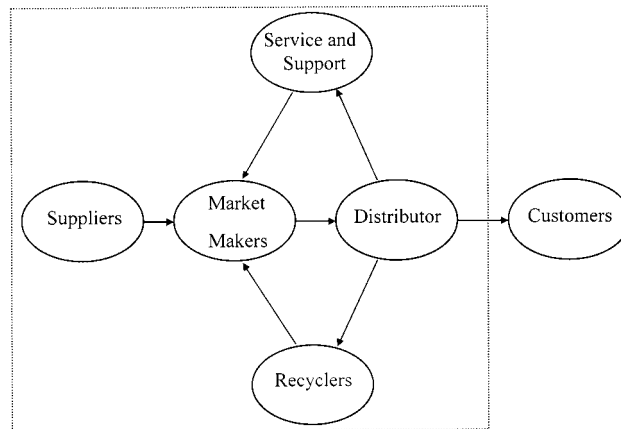 Service and
Support
Suppliers
Market
Makers
Distributor
Customers
Recyclers